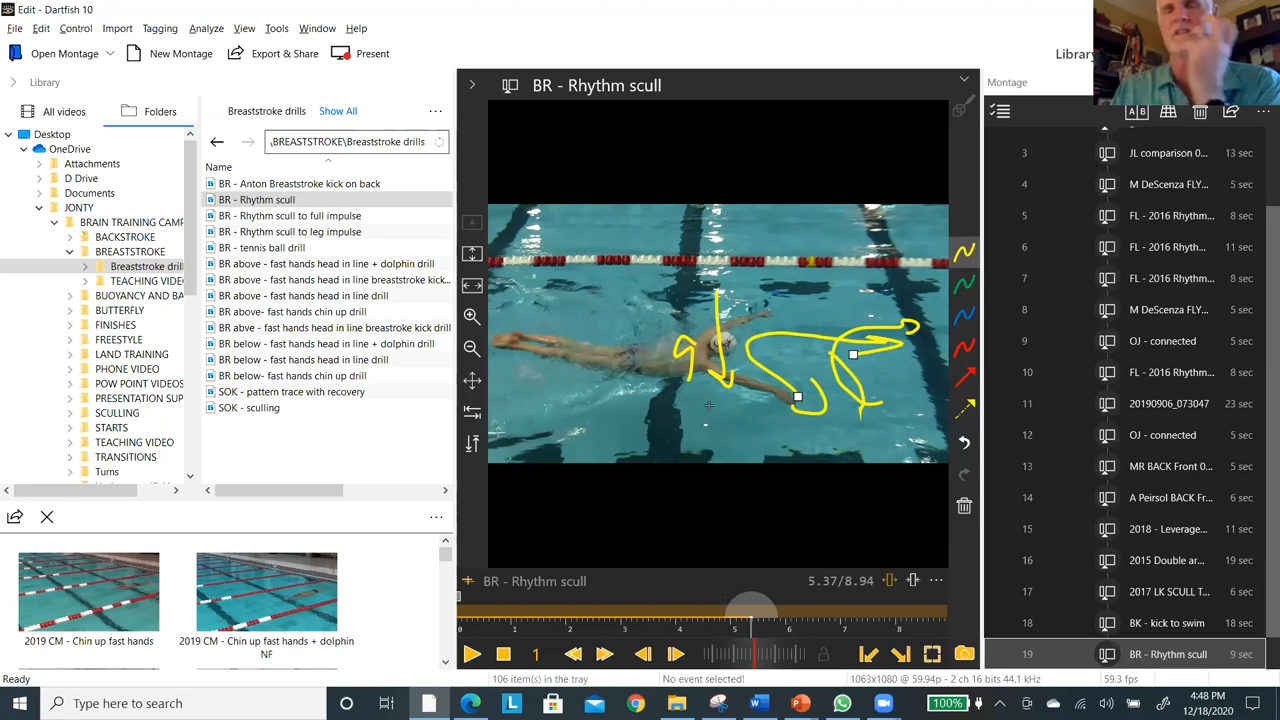 Edit - Dartfish 10
File Edit Control Import Tagging Analyze View Tools Window Help
Open Montage New Montage Export & Share Present Library
Library
All videos Folders
Desktop
OneDrive
Attachments
D Drive
Documents
JONTY
BRAIN TRAINING CAMP
BACKSTROKE
BREASTSTROKE
Breaststroke drill
TEACHING VIDE
BUOYANCY AND BA
BUTTERFLY
FINISHES
FREESTYLE
LAND TRAINING
PHONE VIDEO
POW POINT VIDEOS
PRESENTATION SUP
SCULLING
STARTS
TEACHING VIDEO
TRANSITIONS
Turns
Breaststroke drills Show All ...
\BREASTSTROKE\Breaststroke drills
Name
BR - Anton Breaststroke kick on back
BR - Rhythm scull
BR - Rhythm scull to full impulse
BR - Rhythm scull to leg impulse
BR - tennis ball drill
BR above - fast hands head in line + dolphin drill
BR above - fast hands head in line breaststroke kick...
BR above - fast hands head in line drill
BR above - fast hands chin up drill
BR abve - fast hands head in line breastroke kick drill
BR below - fast hands head in line + dolphin drill
BR below - fast hands head in line drill
BR below- fast hands chin up drill
SOK - pattern trace with recovery
SOK - sculling
...
2019 CM - Chin up fast hands
2019 CM - Chin up fast hands + dolphin
NF
BR - Rhythm scull
A
BR - Rhythm scull 5.37/8.94 ...
0 1 2 3 4 5 6 7 8
1
Montage
AB ...
3 JL comparison 0... 13 sec
4 M DeScenza FLY... 5 sec
5 FL - 2016 Rhythm... 8 sec
6 FL - 2016 Rhyth... 11 sec
7 FL - 2016 Rhythm... 8 sec
8 M DeScenza FLY... 5 sec
9 OJ - connected 5 sec
10 FL - 2016 Rhythm... 8 sec
11 20190906_073047 23 sec
12 OJ - connected 5 sec
13 MR BACK Front 0... 5 sec
14 A Peirsol BACK Fr... 6 sec
15 2018 - Leverage... 11 sec
16 2015 Double ar... 19 sec
17 2017 LK SCULL T... 6 sec
18 BK - kick to swim 6 sec
19 BR - Rhythm scull 9 sec
Ready 106 item(s) in the tray No event selected! 1063x1080 @ 59.94p - 2 ch 16 bits 44.1 kHz 59.3 fps
Type here to search
100%
4:48 PM
12/18/2020